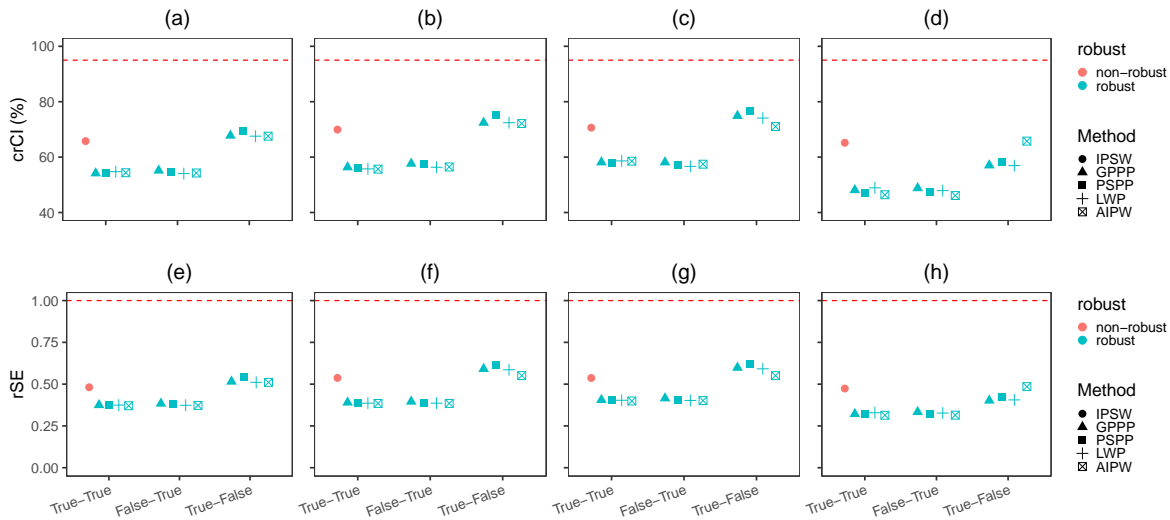 (a) (b) (c) (d)
crCI (%)
100
80
60
40
robust
non−robust
robust
Method
IPSW
GPPP
PSPP
LWP
AIPW
(e) (f) (g) (h)
rSE
1.00
0.75
0.50
0.25
0.00
True−True False−True True−False True−True False−True True−False True−True False−True True−False True−True False−True True−False
robust
non−robust
robust
Method
IPSW
GPPP
PSPP
LWP
AIPW